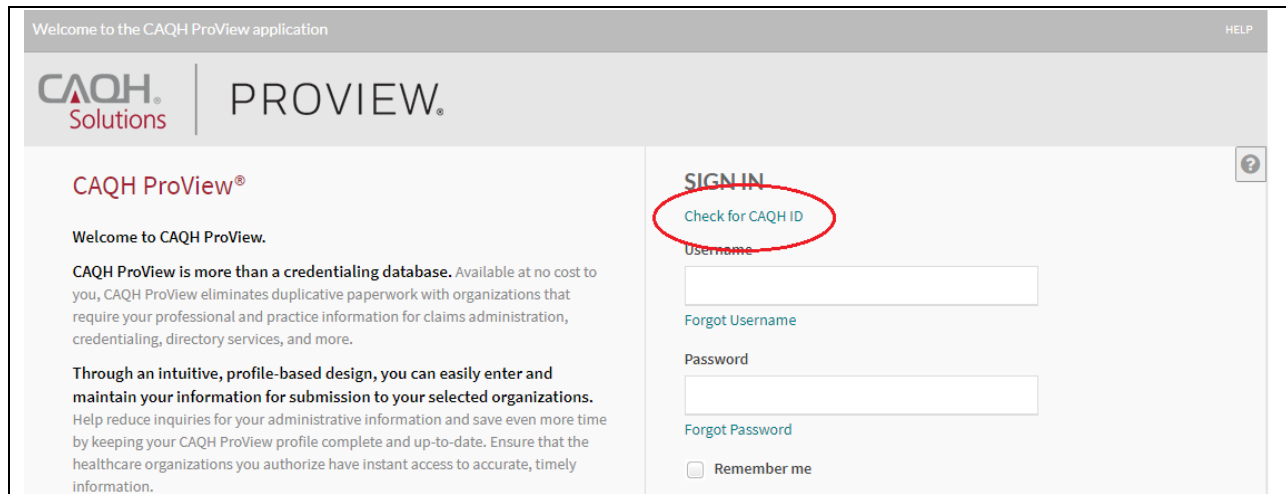 Welcome to the CAQH ProView application
HELP
CAQH®
Solutions
PROVIEW®
CAQH ProView®
Welcome to CAQH ProView.
CAQH ProView is more than a credentialing database. Available at no cost to
you, CAQH ProView eliminates duplicative paperwork with organizations that
require your professional and practice information for claims administration,
credentialing, directory services, and more.
Through an intuitive, profile-based design, you can easily enter and
maintain your information for submission to your selected organizations.
Help reduce inquiries for your administrative information and save even more time
by keeping your CAQH ProView profile complete and up-to-date. Ensure that the
healthcare organizations you authorize have instant access to accurate, timely
information.
?
SIGN IN
Check for CAQH ID
Username
Forgot Username
Password
Forgot Password
Remember me